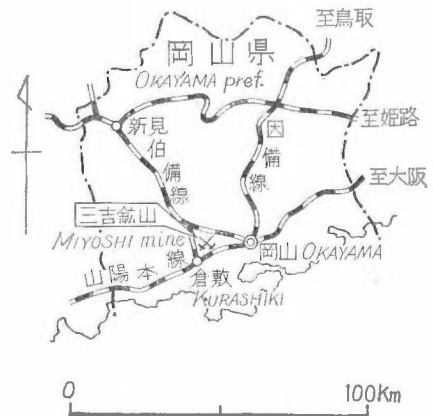 至鳥取
岡山県
OKAYAMA pref.
至姫路
新見
伯備線
因備線
至大阪
三吉鉱山
MIYOSHI mine
岡山 OKAYAMA
山陽本線
倉敷
KURASHIKI
0 100Km